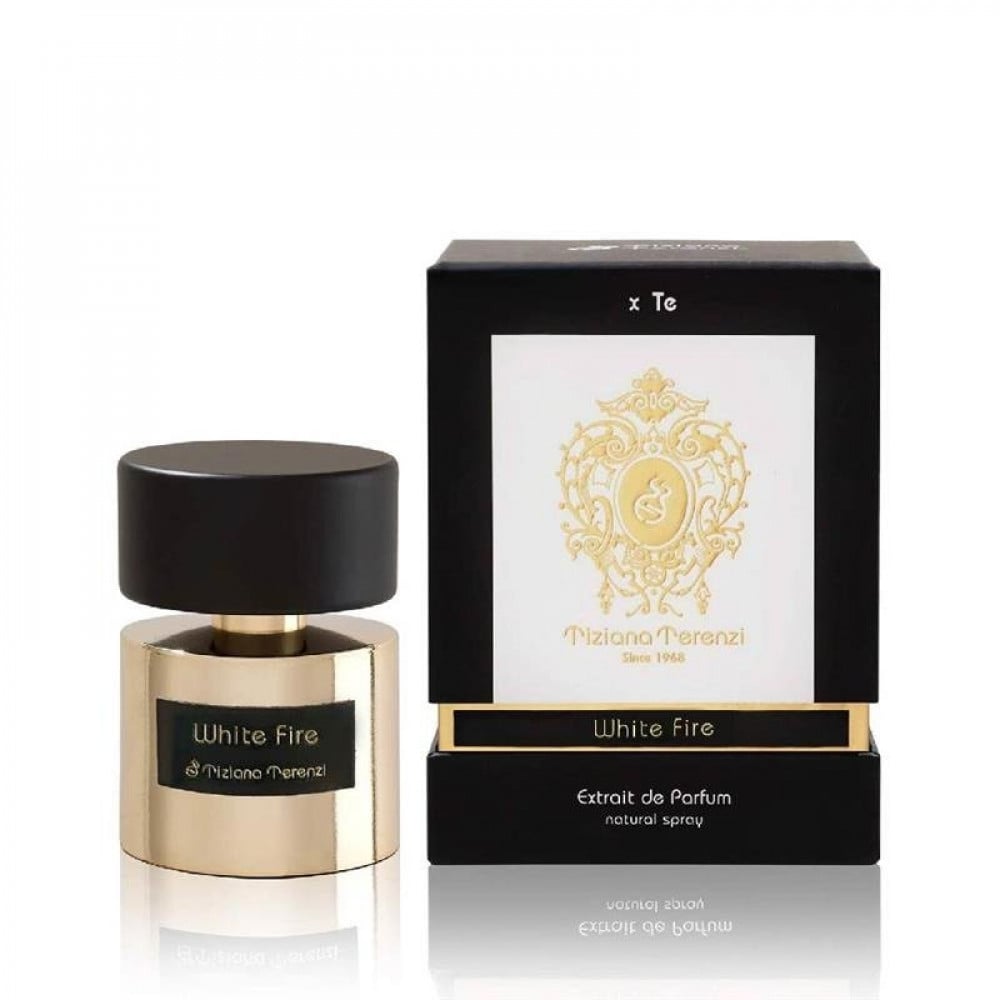 White Fire
Tiziana Terenzi
x Te
Tiziana Terenzi
Since 1968
White Fire
Extrait de Parfum
natural spray